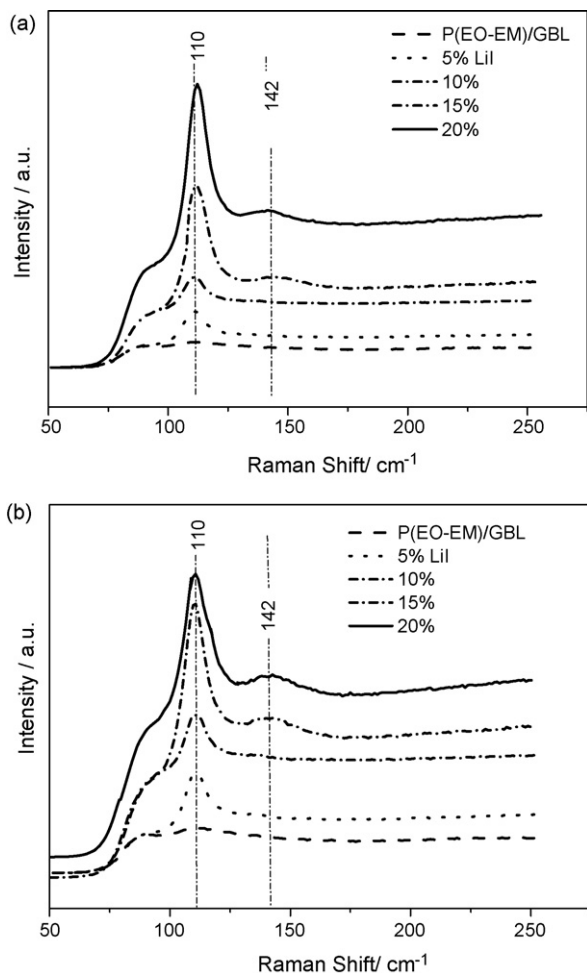 (a)
110
142
P(EO-EM)/GBL
5% LiI
10%
15%
20%
Intensity / a.u.
50
100
150
200
250
Raman Shift/ cm-1
(b)
110
142
P(EO-EM)/GBL
5% LiI
10%
15%
20%
Intensity / a.u.
50
100
150
200
250
Raman Shift/ cm-1